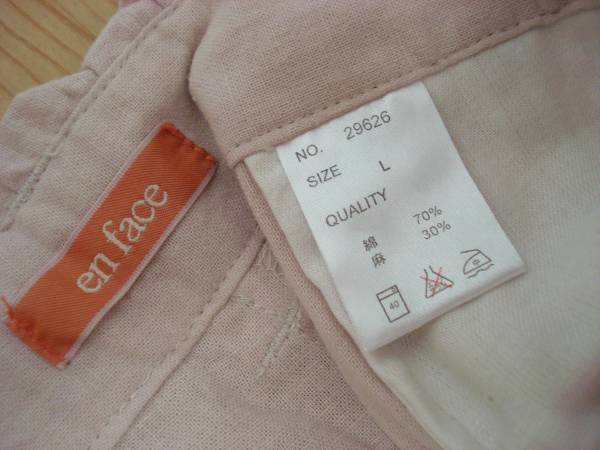 en face
NO. 29626
SIZE L
QUALITY
綿 70%
麻 30%
40